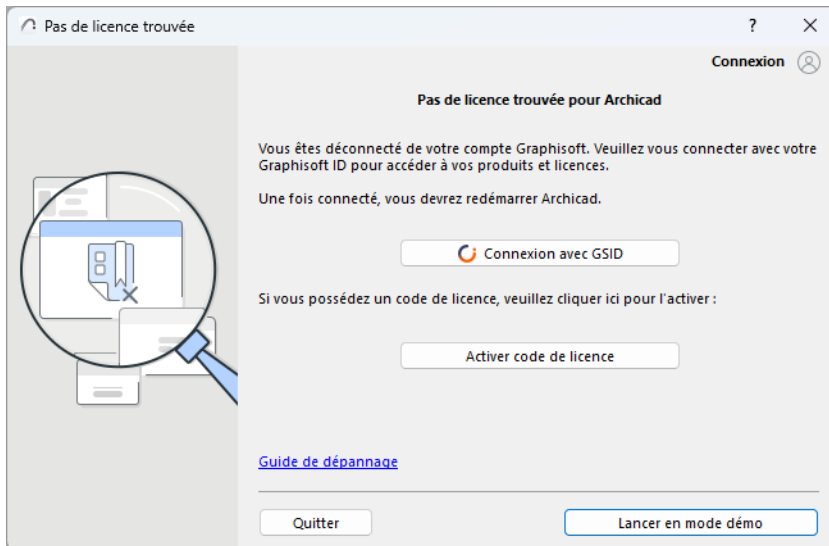 Pas de licence trouvée
?
Connexion
Pas de licence trouvée pour Archicad
Vous êtes déconnecté de votre compte Graphisoft. Veuillez vous connecter avec votre
Graphisoft ID pour accéder à vos produits et licences.
Une fois connecté, vous devrez redémarrer Archicad.
Connexion avec GSID
Si vous possédez un code de licence, veuillez cliquer ici pour l'activer :
Activer code de licence
Guide de dépannage
Quitter
Lancer en mode démo